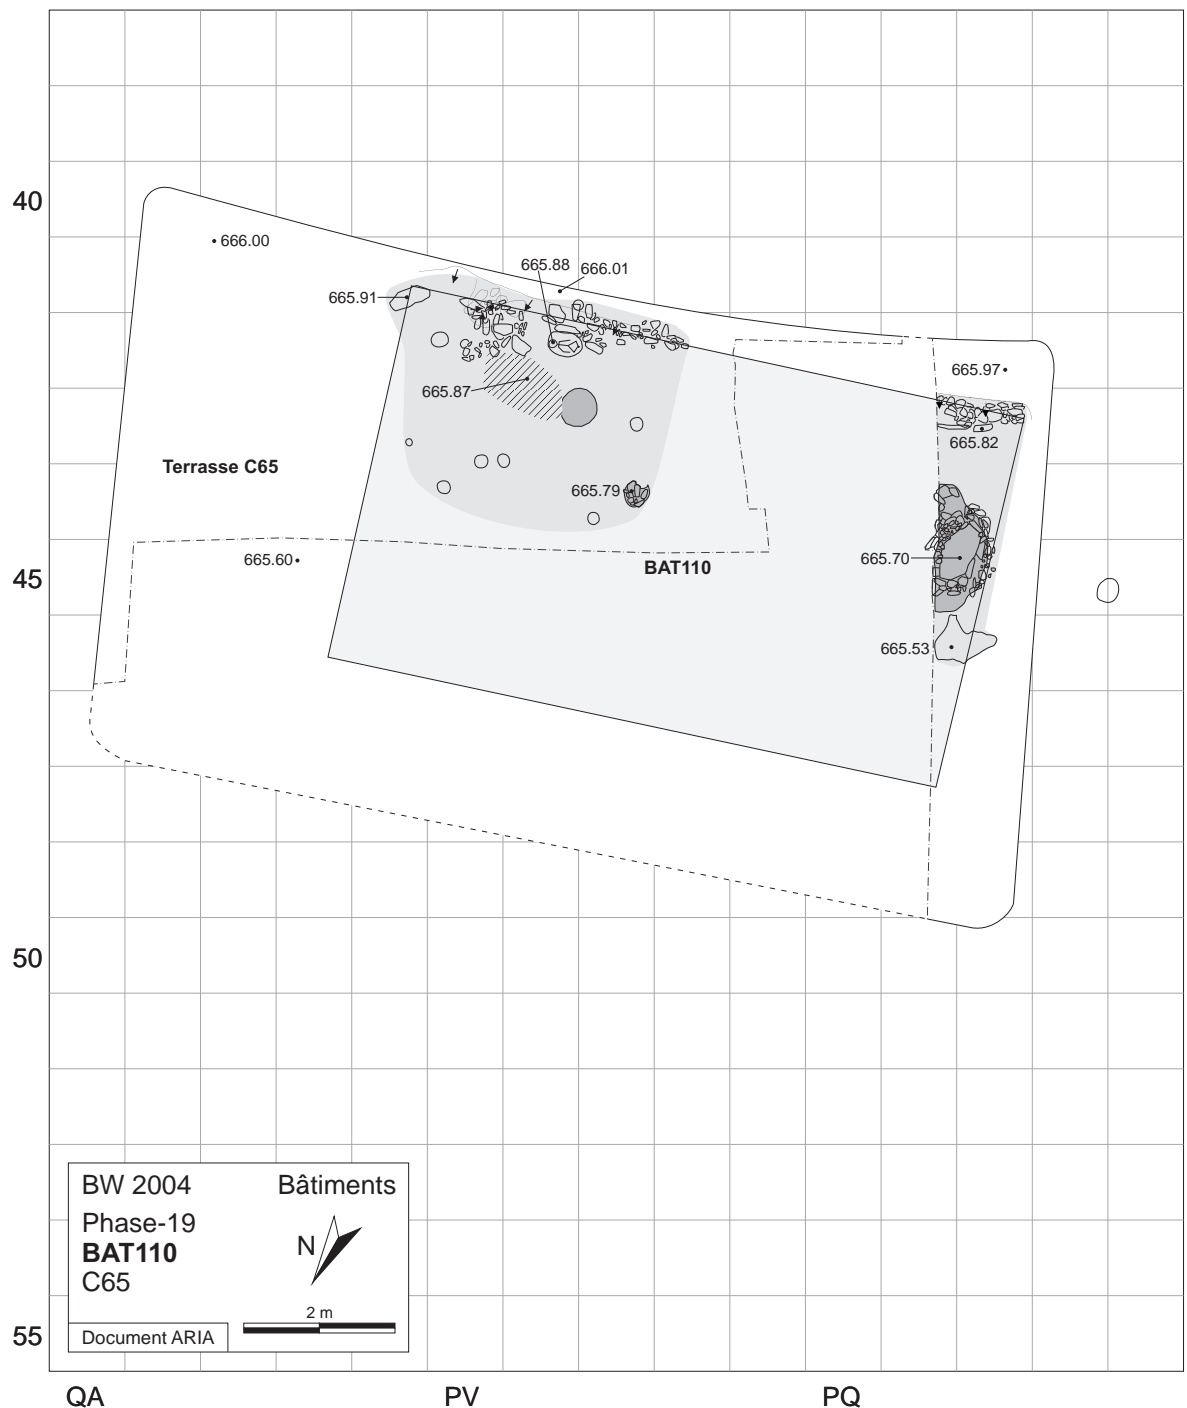 40
666.00
665.88
666.01
665.91
665.97
665.87
665.82
Terrasse C65
665.79
665.60
BAT110
665.70
45
665.53
50
BW 2004 Bâtiments
Phase-19
BAT110
C65
N
2 m
Document ARIA
55
QA PV PQ